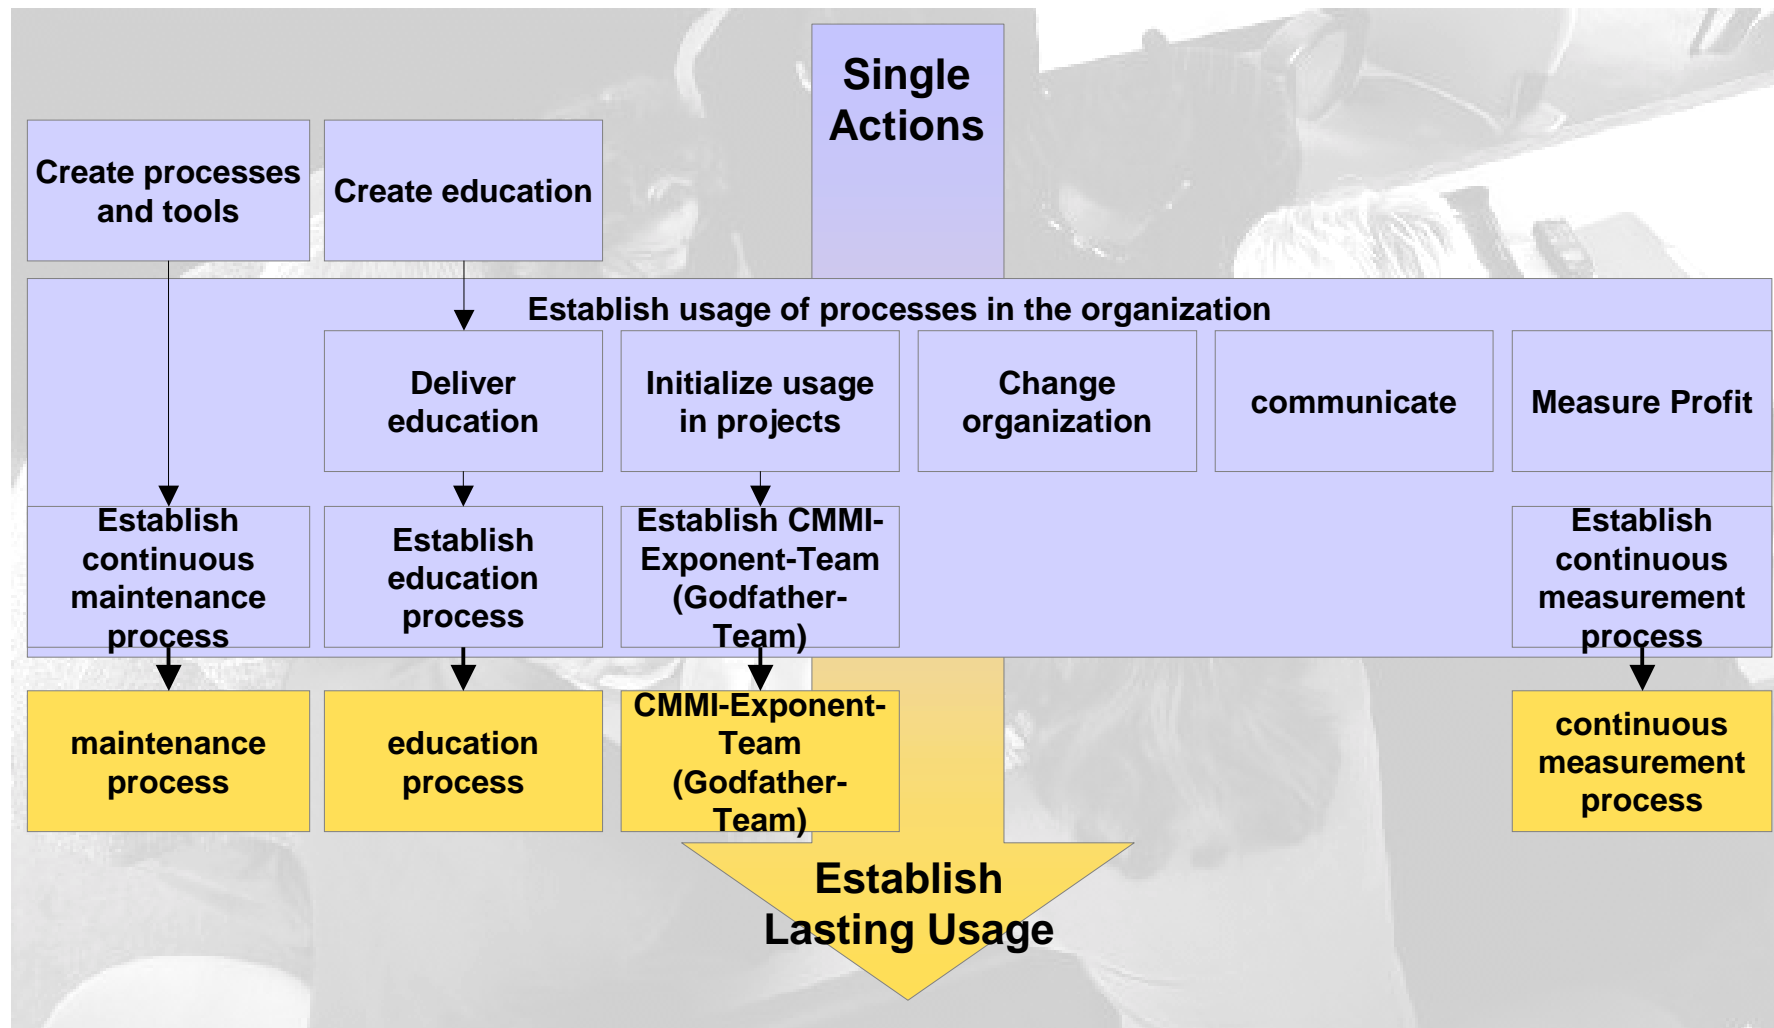 Single
Actions
Create processes
and tools
Create education
Establish usage of processes in the organization
Deliver
education
Initialize usage
in projects
Change
organization
communicate
Measure Profit
Establish
continuous
maintenance
process
Establish
education
process
Establish CMMI-
Exponent-Team
(Godfather-
Team)
Establish
continuous
measurement
process
maintenance
process
education
process
CMMI-Exponent-
Team
(Godfather-
Team)
continuous
measurement
process
Establish
Lasting Usage